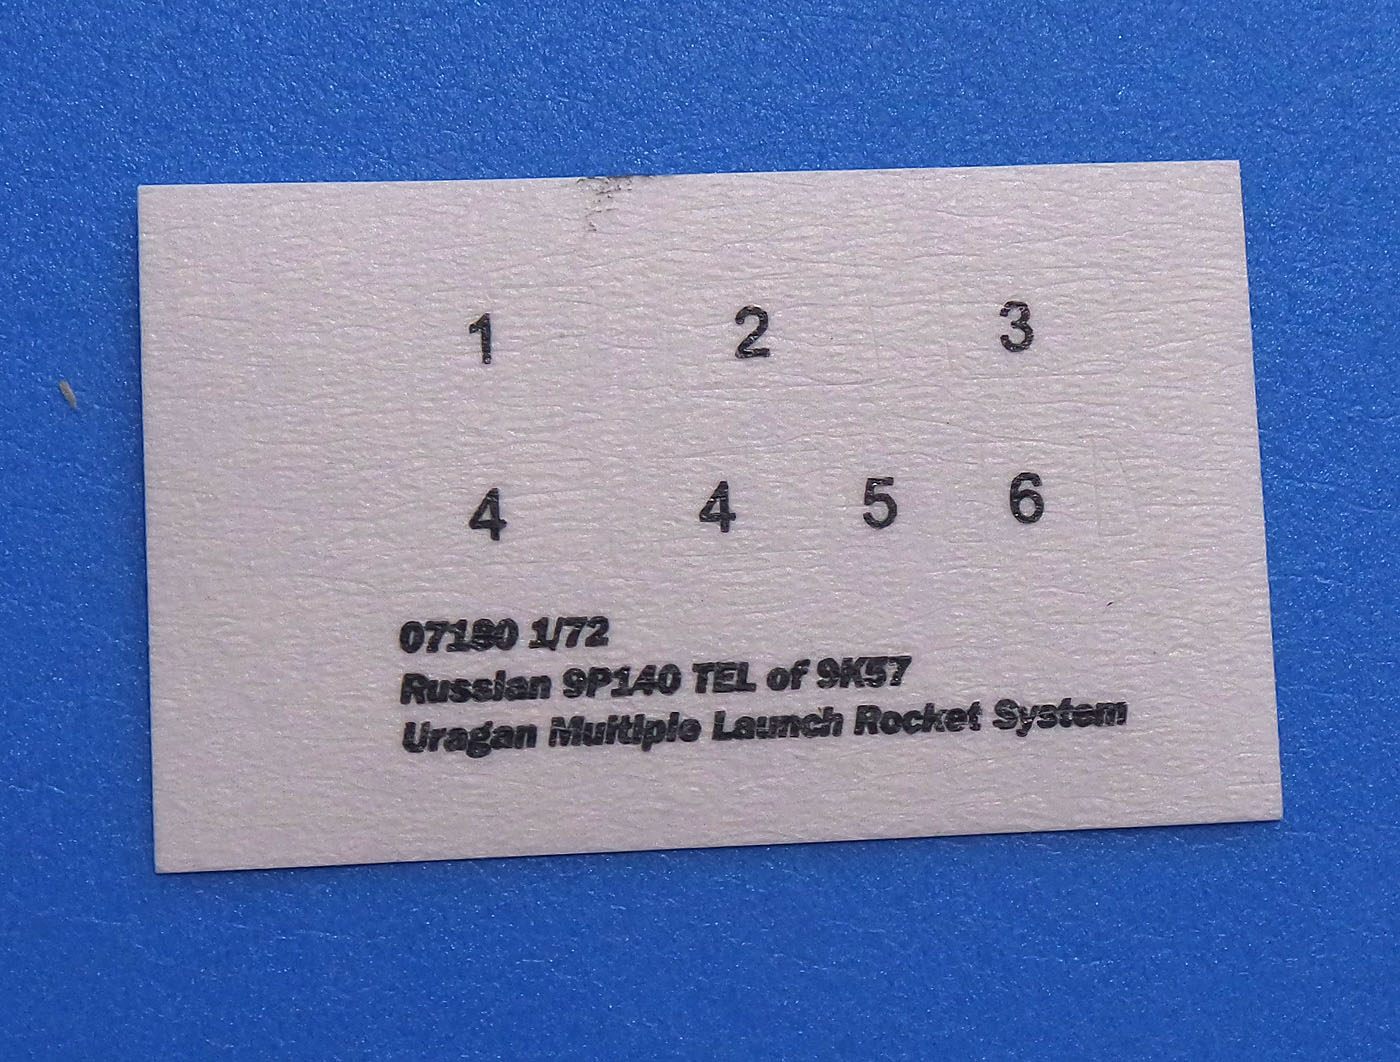 1 2 3
4 4 5 6
07180 1/72
Russian 9P140 TEL of 9K57
Uragan Multiple Launch Rocket System